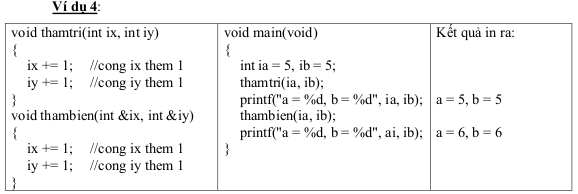 Ví dụ 4:
void thamtri(int ix, int iy)
{
ix += 1; //cong ix them 1
iy += 1; //cong iy them 1
}
void thambien(int &ix, int &iy)
{
ix += 1; //cong ix them 1
iy += 1; //cong iy them 1
}
void main(void)
{
int ia = 5, ib = 5;
thamtri(ia, ib);
printf("a = %d, b = %d", ia, ib);
thambien(ia, ib);
printf("a = %d, b = %d", ai, ib);
}
Kết quả in ra:
a = 5, b = 5
a = 6, b = 6